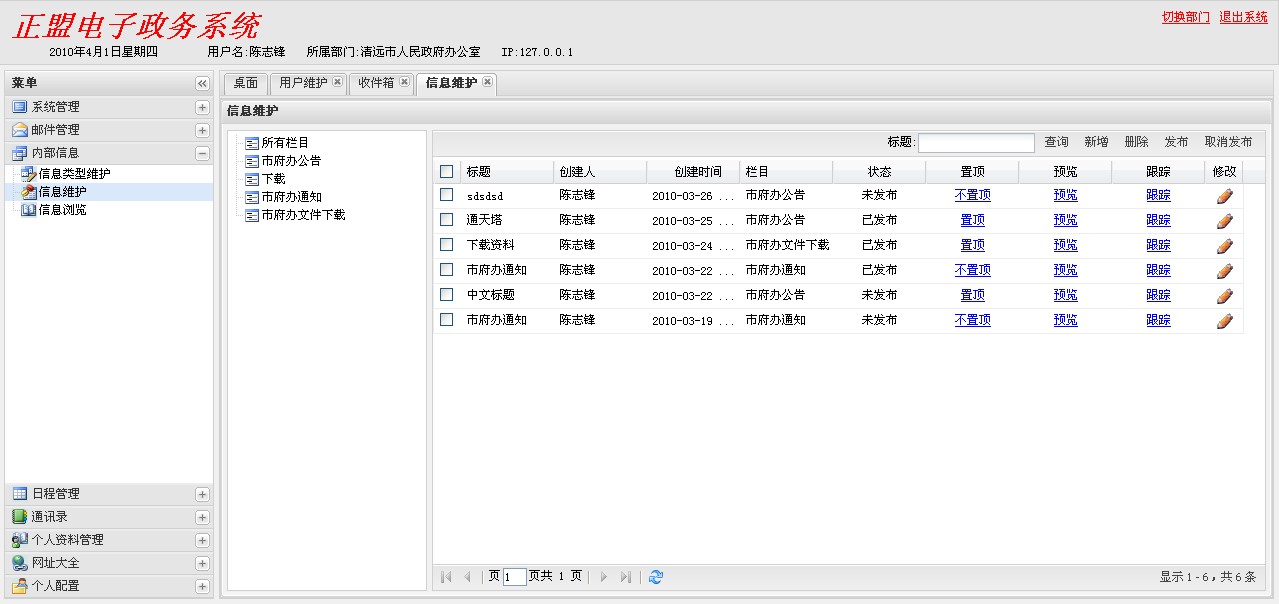 正盟电子政务系统
切换部门 退出系统
2010年4月1日星期四 用户名:陈志锋 所属部门:清远市人民政府办公室 IP:127.0.0.1
菜单
系统管理
邮件管理
内部信息
信息类型维护
信息维护
信息浏览
日程管理
通讯录
个人资料管理
网址大全
个人配置
桌面 用户维护 收件箱 信息维护
信息维护
所有栏目
市府办公告
下载
市府办通知
市府办文件下载
标题: 查询 新增 删除 发布 取消发布
标题 创建人 创建时间 栏目 状态 置顶 预览 跟踪 修改
sdsdsd 陈志锋 2010-03-26 ... 市府办公告 未发布 不置顶 预览 跟踪
通天塔 陈志锋 2010-03-25 ... 市府办公告 已发布 置顶 预览 跟踪
下载资料 陈志锋 2010-03-24 ... 市府办文件下载 已发布 置顶 预览 跟踪
市府办通知 陈志锋 2010-03-22 ... 市府办通知 已发布 不置顶 预览 跟踪
中文标题 陈志锋 2010-03-22 ... 市府办公告 未发布 置顶 预览 跟踪
市府办通知 陈志锋 2010-03-19 ... 市府办通知 未发布 不置顶 预览 跟踪
页 1 页共 1 页
显示1-6，共6条